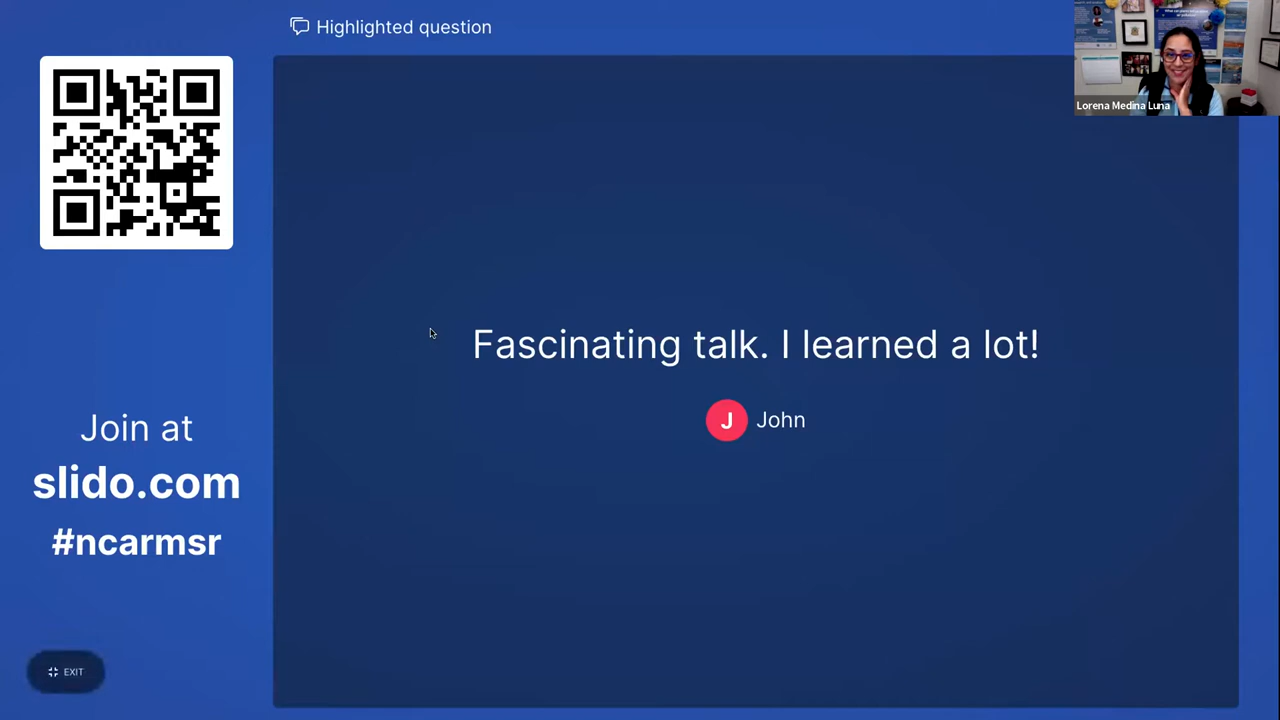 Highlighted question
Lorena Medina Luna
Fascinating talk. I learned a lot!
J John
Join at
slido.com
#ncarmsr
EXIT